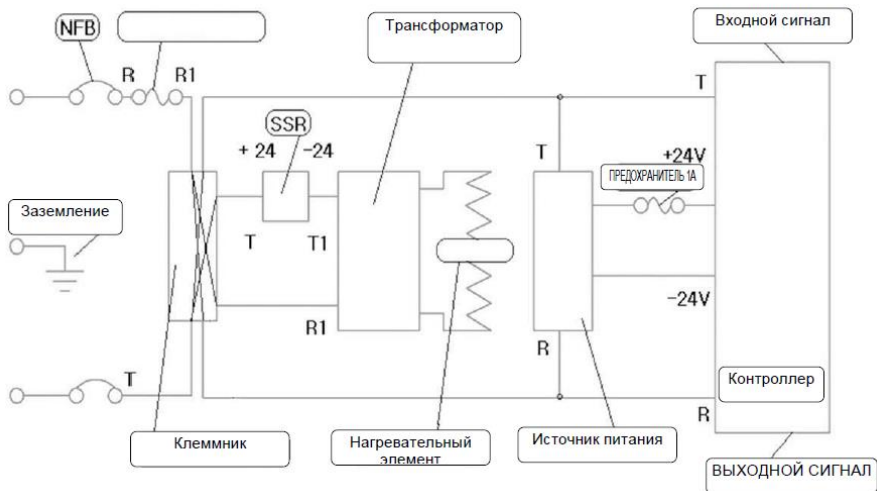 NFB
Трансформатор
Входной сигнал
R R1
T
SSR
+ 24 -24
T
+24V
ПРЕДОХРАНИТЕЛЬ 1А
Заземление
T T1
-24V
R1
R
T
Контроллер
R
Клеммник
Нагревательный
элемент
Источник питания
ВЫХОДНОЙ СИГНАЛ